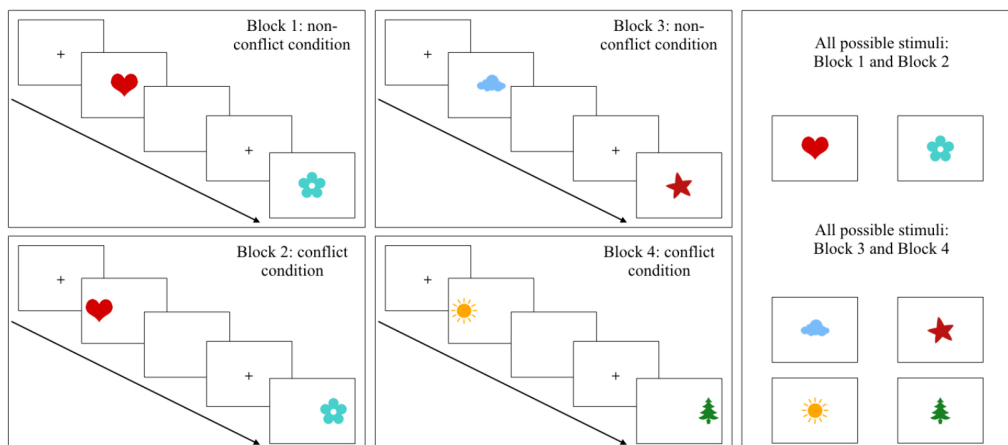 Block 1: non-
conflict condition
+
+
Block 3: non-
conflict condition
+
+
Block 2: conflict
condition
+
+
Block 4: conflict
condition
+
+
All possible stimuli:
Block 1 and Block 2
All possible stimuli:
Block 3 and Block 4